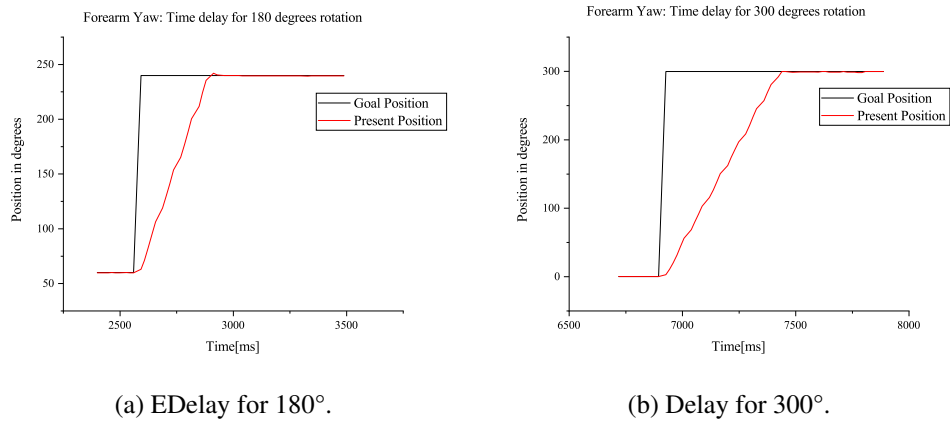 Forearm Yaw: Time delay for 180 degrees rotation
250
200
150
100
50
Position in degrees
Goal Position
Present Position
2500
3000
3500
Time[ms]
(a) EDelay for 180°.
Forearm Yaw: Time delay for 300 degrees rotation
300
200
100
0
Position in degrees
Goal Position
Present Position
6500
7000
7500
8000
Time[ms]
(b) Delay for 300°.